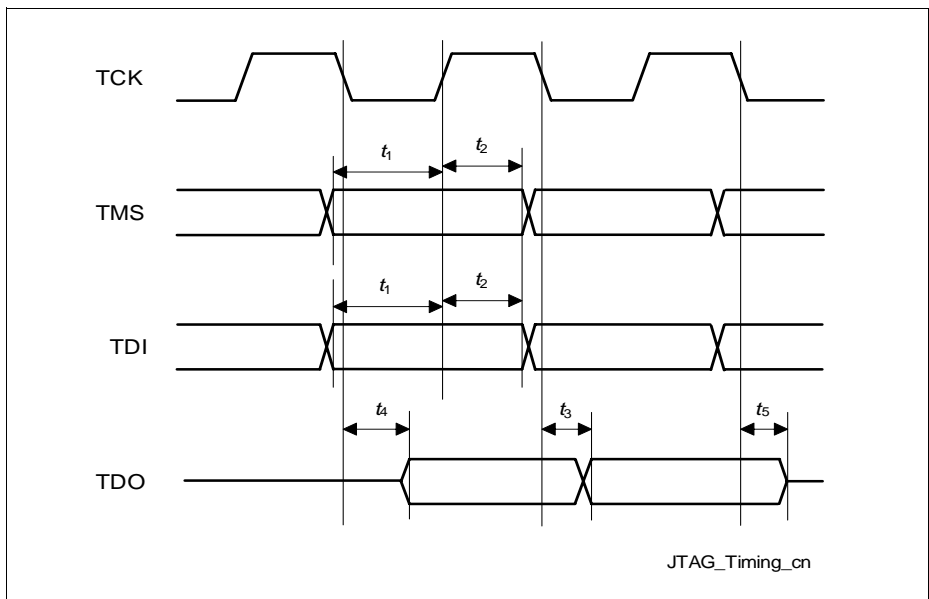 TCK
t1 t2
TMS
t1 t2
TDI
t4 t3 t5
TDO
JTAG_Timing_cn